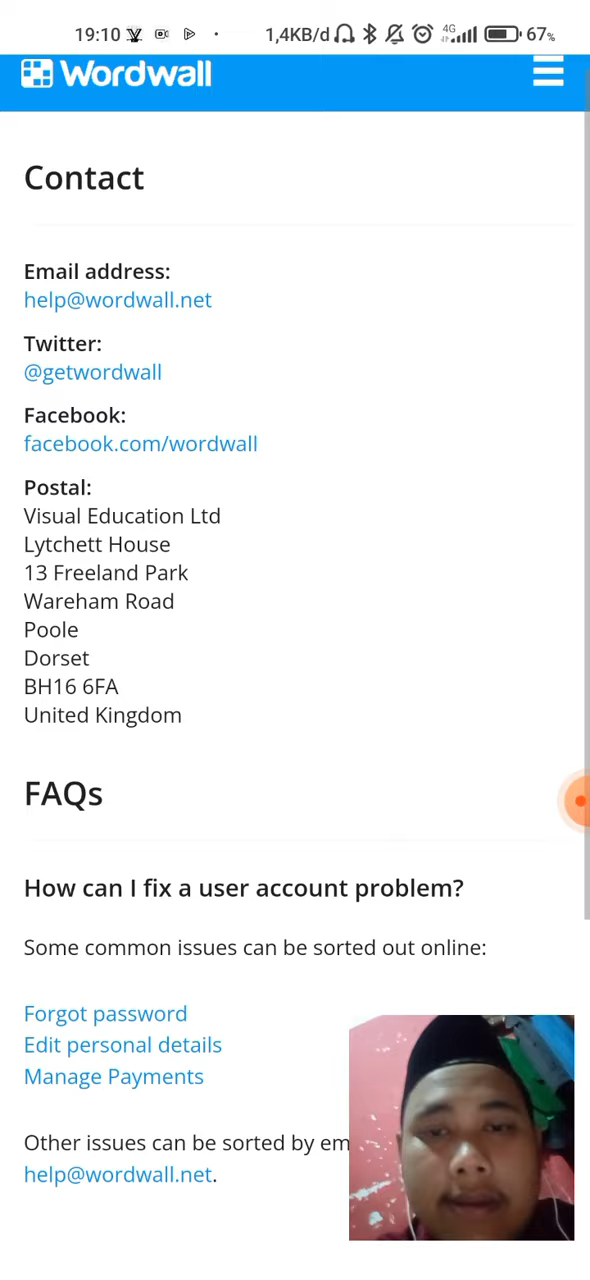 19:10 1,4KB/d 4G 67%
Wordwall
Contact
Email address:
help@wordwall.net
Twitter:
@getwordwall
Facebook:
facebook.com/wordwall
Postal:
Visual Education Ltd
Lytchett House
13 Freeland Park
Wareham Road
Poole
Dorset
BH16 6FA
United Kingdom
FAQs
How can I fix a user account problem?
Some common issues can be sorted out online:
Forgot password
Edit personal details
Manage Payments
Other issues can be sorted by em
help@wordwall.net.